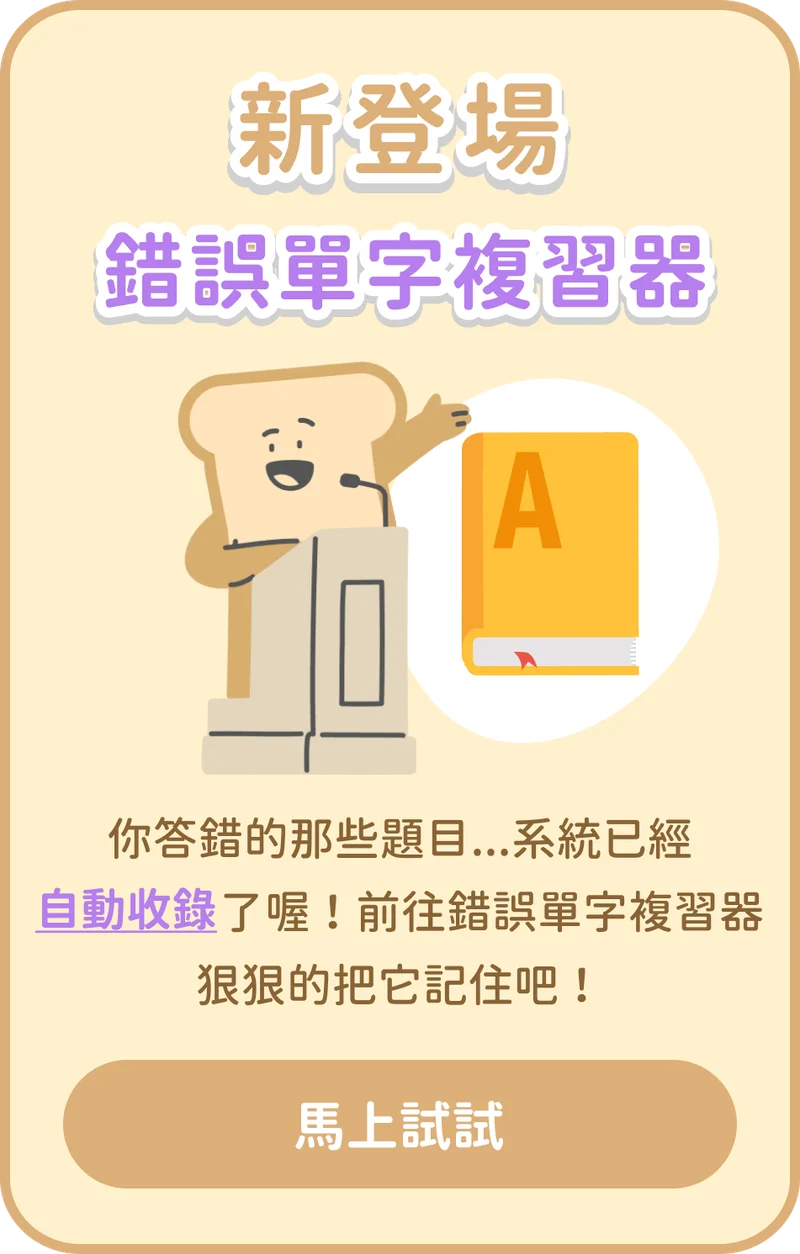 新登場
錯誤單字複習器
A
你答錯的那些題目...系統已經
自動收錄了喔！前往錯誤單字複習器
狠狠的把它記住吧！
馬上試試